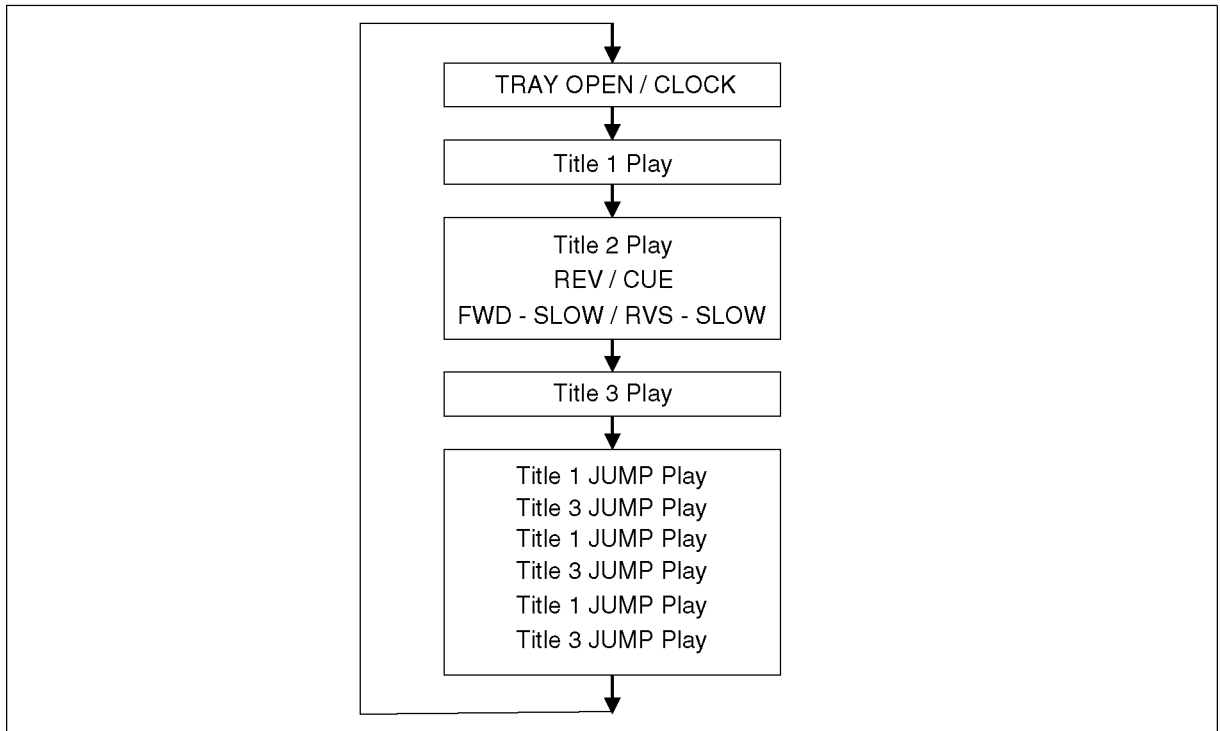 TRAY OPEN / CLOCK
Title 1 Play
Title 2 Play
REV / CUE
FWD - SLOW / RVS - SLOW
Title 3 Play
Title 1 JUMP Play
Title 3 JUMP Play
Title 1 JUMP Play
Title 3 JUMP Play
Title 1 JUMP Play
Title 3 JUMP Play